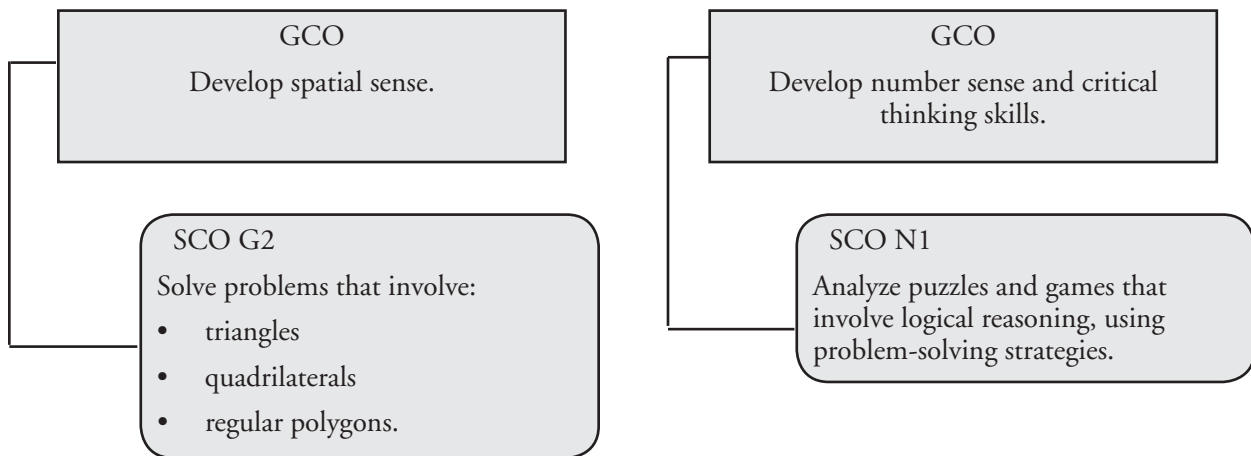 GCO
Develop spatial sense.
SCO G2
Solve problems that involve:
• triangles
• quadrilaterals
• regular polygons.
GCO
Develop number sense and critical
thinking skills.
SCO N1
Analyze puzzles and games that
involve logical reasoning, using
problem-solving strategies.